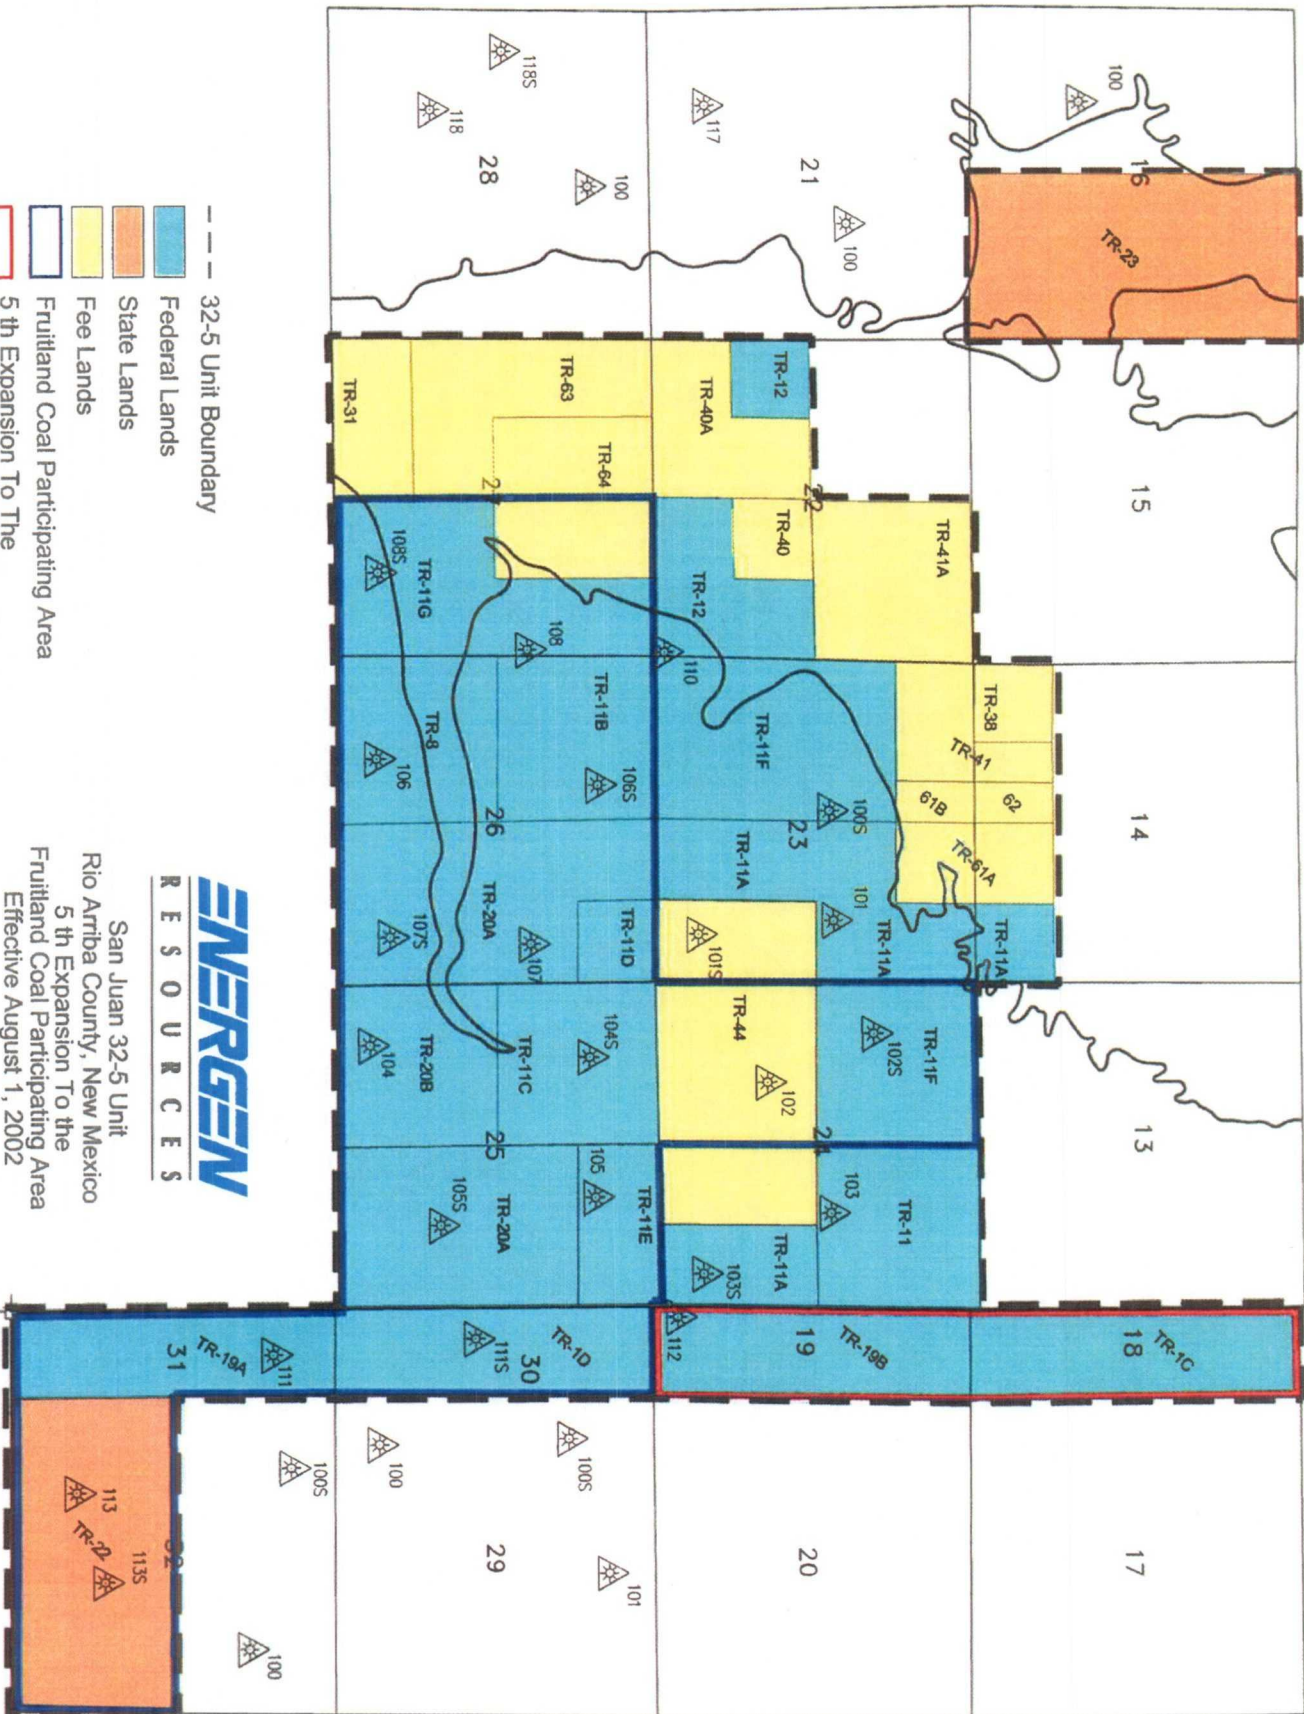 100
16
TR-23
15
14
13
18
TR-1C
17
TR-38
TR-41
62
TR-61A
61B
TR-11A
TR-41A
117
21
100
TR-12
TR-40A
22
TR-40
TR-12
110
TR-11F
100S
23
TR-11A
101
TR-11A
101S
TR-11F
102S
TR-44
102
24
103
TR-11
TR-11A
103S
112
19
TR-19B
20
118S
118
28
100
TR-63
TR-64
TR-31
108S
TR-11G
108
TR-11B
106S
TR-8
106
26
TR-20A
TR-11D
107
107S
104S
TR-11C
TR-20B
104
25
105
TR-11E
TR-20A
105S
TR-1D
30
111S
100S
100
29
101
TR-19A
111
31
100S
100
113
TR-22
113S
32-5 Unit Boundary
Federal Lands
State Lands
Fee Lands
Fruitland Coal Participating Area
5 th Expansion To The
ENERGEN
RESOURCES
San Juan 32-5 Unit
Rio Arriba County, New Mexico
5 th Expansion To the
Fruitland Coal Participating Area
Effective August 1, 2002